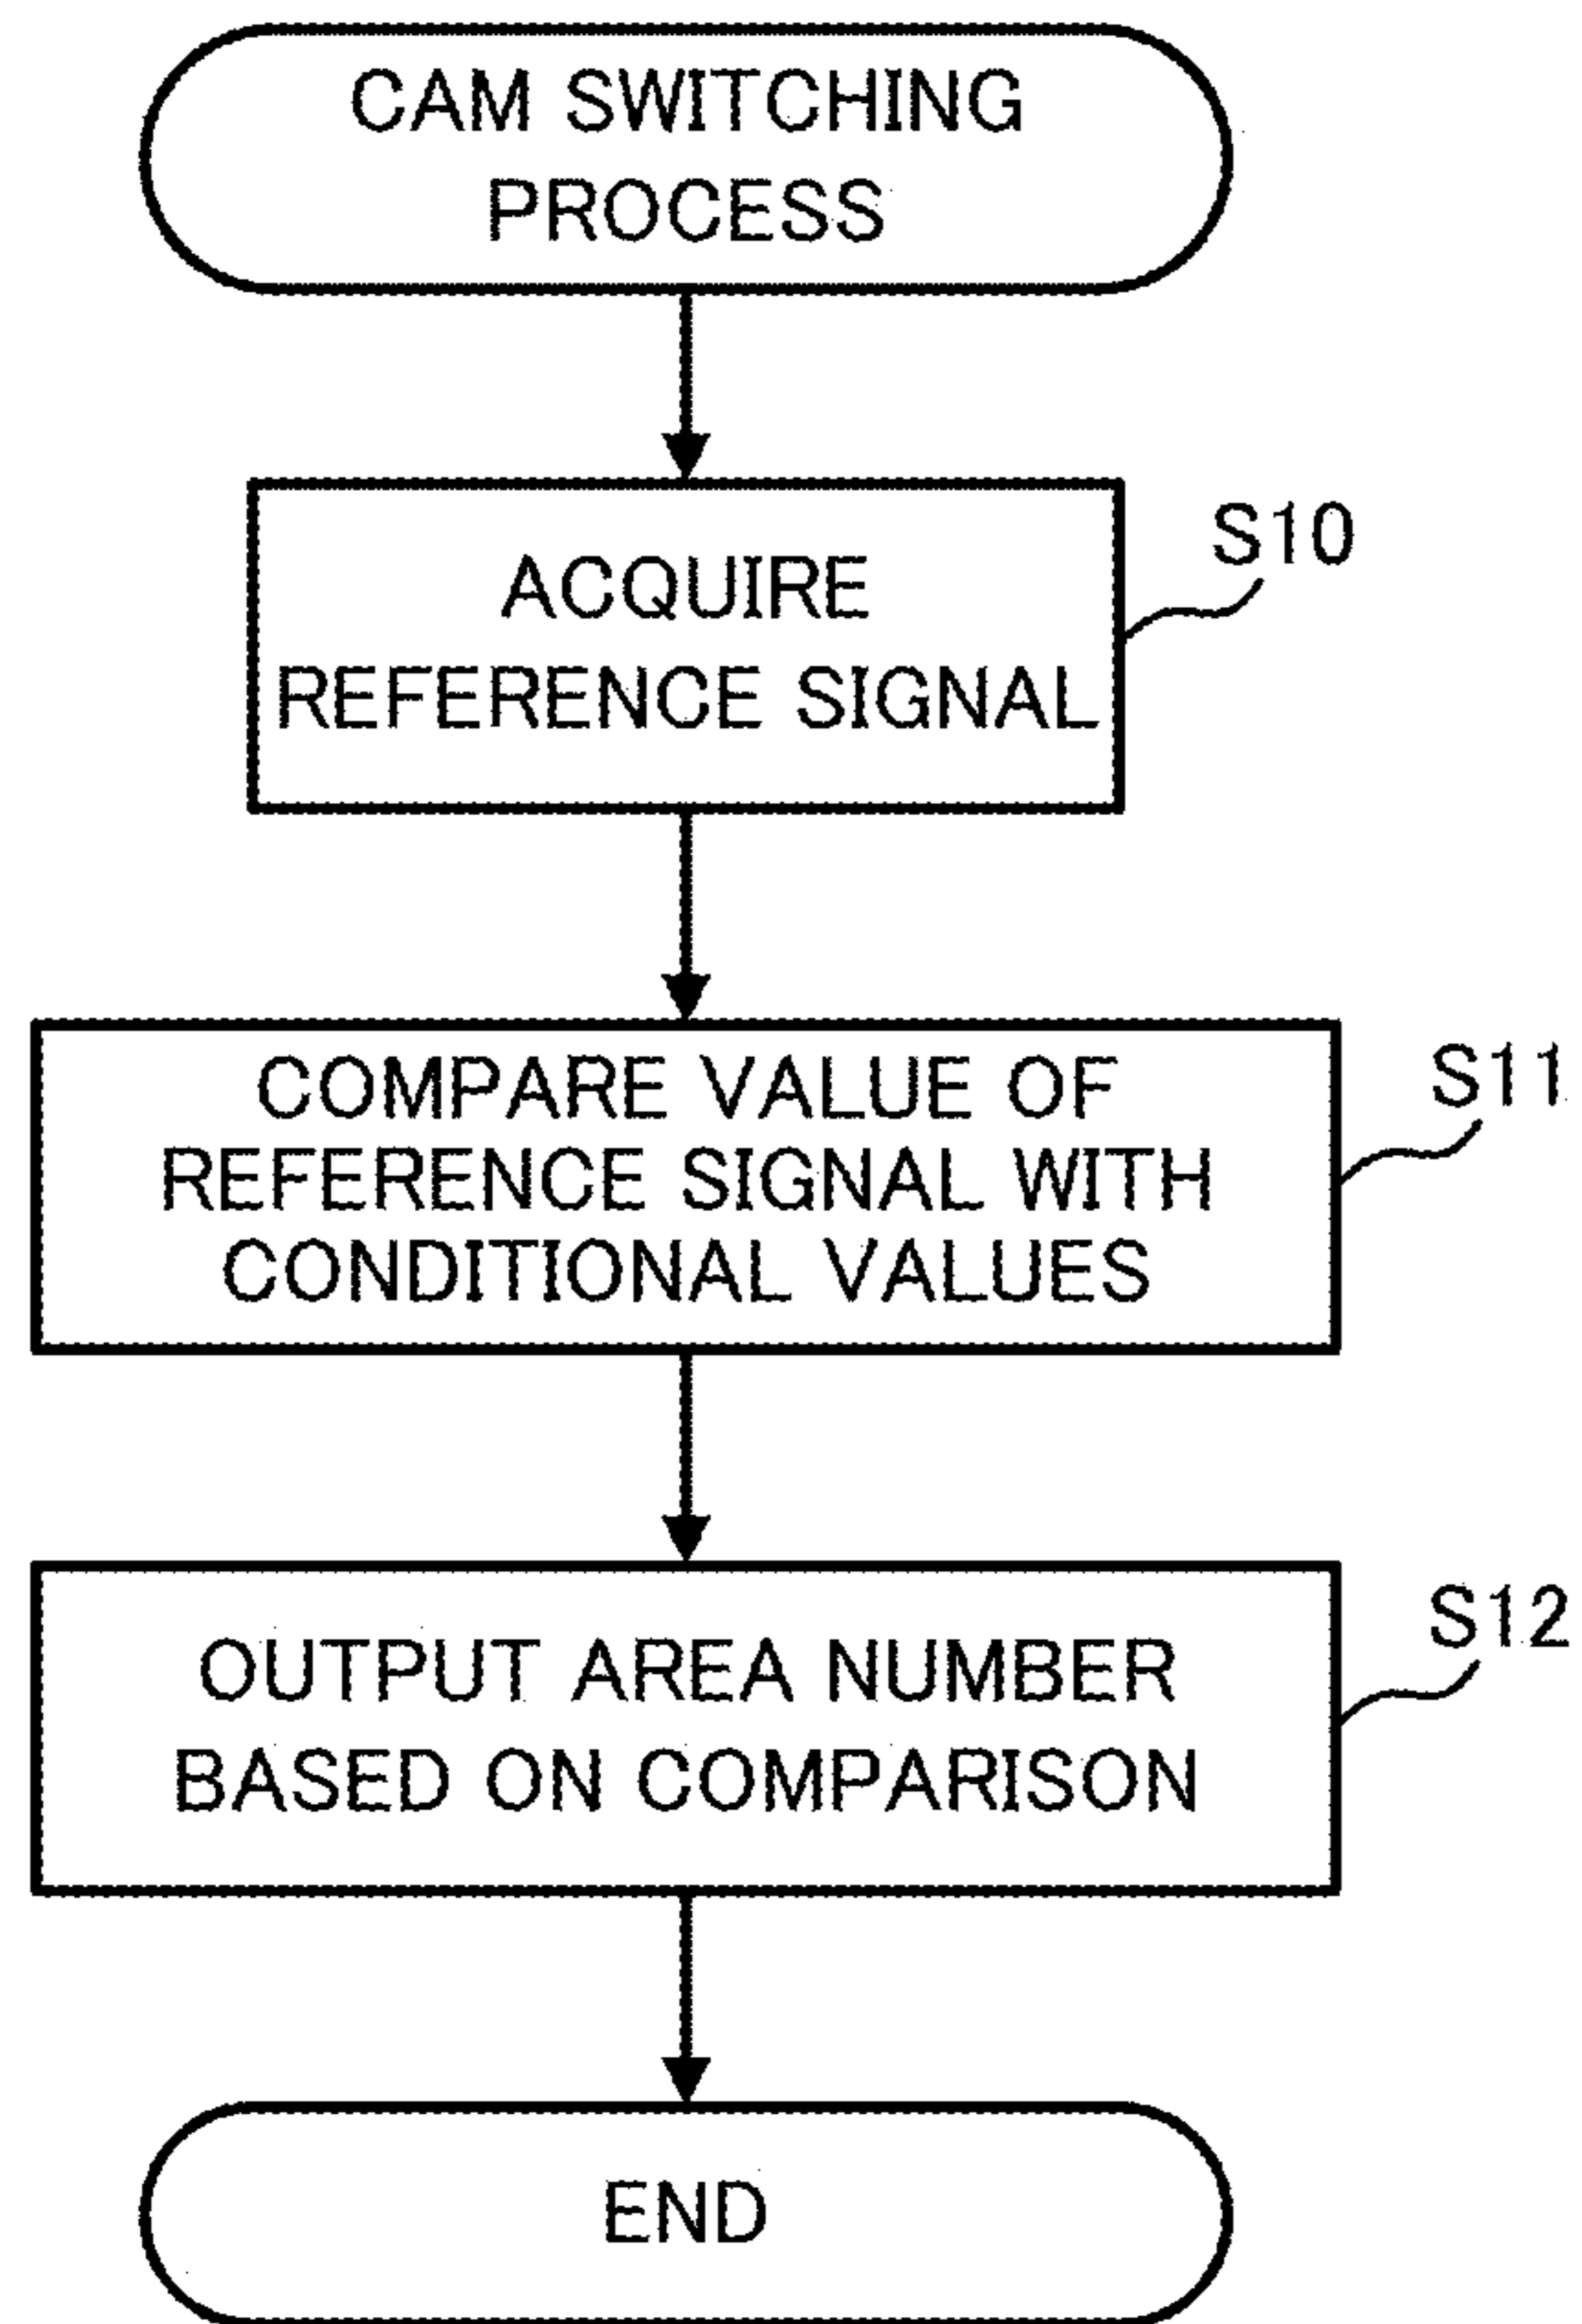 CAM SWITCHING
PROCESS
ACQUIRE
REFERENCE SIGNAL
S10
COMPARE VALUE OF
REFERENCE SIGNAL WITH
CONDITIONAL VALUES
S11
OUTPUT AREA NUMBER
BASED ON COMPARISON
S12
END